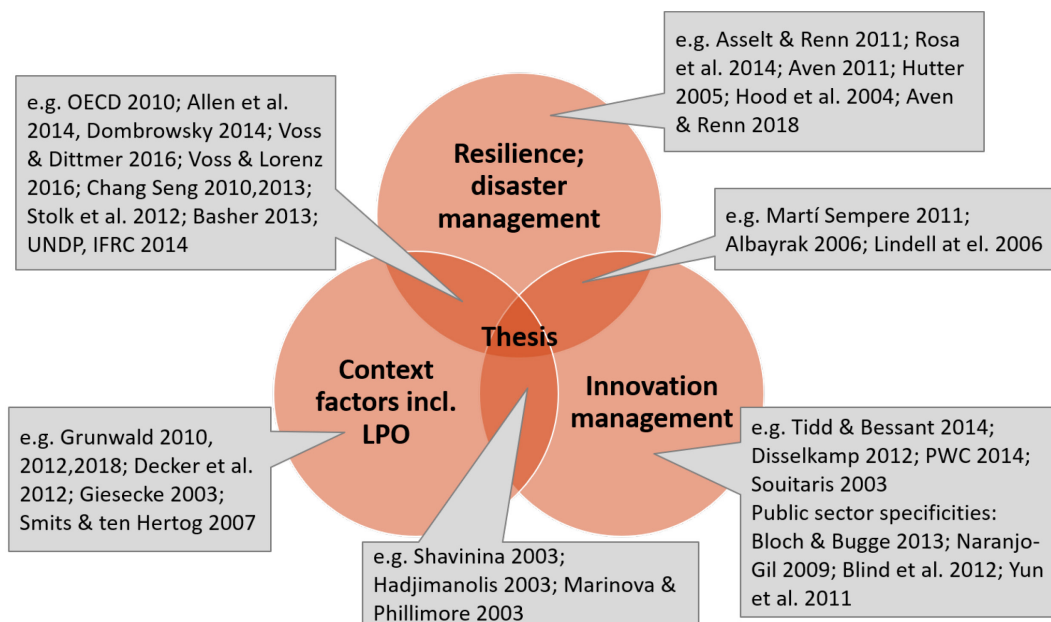 e.g. Asselt & Renn 2011; Rosa
et al. 2014; Aven 2011; Hutter
2005; Hood et al. 2004; Aven
& Renn 2018
e.g. OECD 2010; Allen et al.
2014, Dombrowsky 2014; Voss
& Dittmer 2016; Voss & Lorenz
2016; Chang Seng 2010,2013;
Stolk et al. 2012; Basher 2013;
UNDP, IFRC 2014
Resilience;
disaster
management
e.g. Martí Sempere 2011;
Albayrak 2006; Lindell at el. 2006
Thesis
Context
factors incl.
LPO
Innovation
management
e.g. Grunwald 2010,
2012,2018; Decker et al.
2012; Giesecke 2003;
Smits & ten Hertog 2007
e.g. Tidd & Bessant 2014;
Disselkamp 2012; PWC 2014;
Souitaris 2003
Public sector specificities:
Bloch & Bugge 2013; Naranjo-
Gil 2009; Blind et al. 2012; Yun
et al. 2011
e.g. Shavinina 2003;
Hadjimanolis 2003; Marinova &
Phillimore 2003